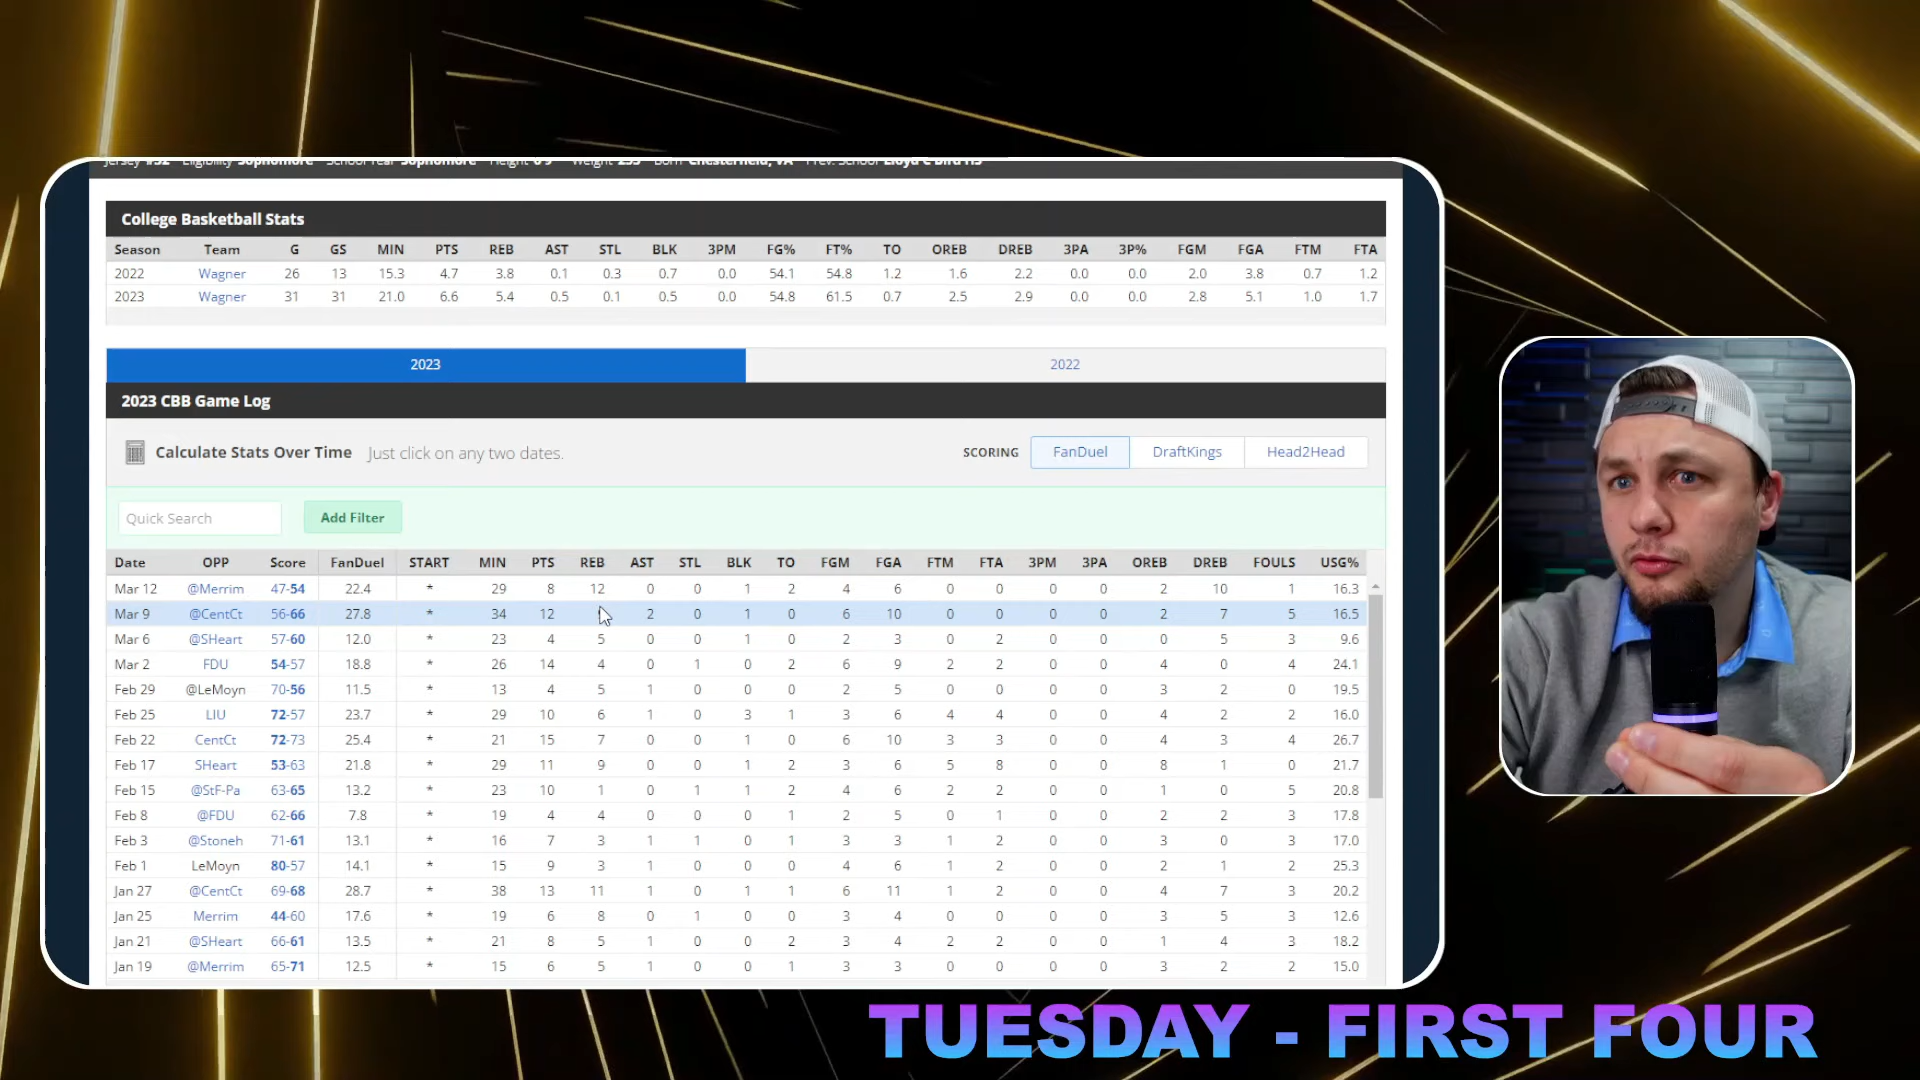 Jersey #32 Eligibility Sophomore School Year Sophomore Height 6'9" Weight 235 Born Chesterfield, VA Prev. School Lloyd C Bird HS
College Basketball Stats
Season Team G GS MIN PTS REB AST STL BLK 3PM FG% FT% TO OREB DREB 3PA 3P% FGM FGA FTM FTA
2022 Wagner 26 13 15.3 4.7 3.8 0.1 0.3 0.7 0.0 54.1 54.8 1.2 1.6 2.2 0.0 0.0 2.0 3.8 0.7 1.2
2023 Wagner 31 31 21.0 6.6 5.4 0.5 0.1 0.5 0.0 54.8 61.5 0.7 2.5 2.9 0.0 0.0 2.8 5.1 1.0 1.7
2023 2022
2023 CBB Game Log
Calculate Stats Over Time Just click on any two dates. SCORING FanDuel DraftKings Head2Head
Quick Search Add Filter
Date OPP Score FanDuel START MIN PTS REB AST STL BLK TO FGM FGA FTM FTA 3PM 3PA OREB DREB FOULS USG%
Mar 12 @Merrim 47-54 22.4 * 29 8 12 0 0 1 2 4 6 0 0 0 0 2 10 1 16.3
Mar 9 @CentCt 56-66 27.8 * 34 12 2 0 1 0 6 10 0 0 0 0 2 7 5 16.5
Mar 6 @SHeart 57-60 12.0 * 23 4 5 0 0 1 0 2 3 0 2 0 0 0 5 3 9.6
Mar 2 FDU 54-57 18.8 * 26 14 4 0 1 0 2 6 9 2 2 0 0 4 0 4 24.1
Feb 29 @LeMoyn 70-56 11.5 * 13 4 5 1 0 0 0 2 5 0 0 0 0 3 2 0 19.5
Feb 25 LIU 72-57 23.7 * 29 10 6 1 0 3 1 3 6 4 4 0 0 4 2 2 16.0
Feb 22 CentCt 72-73 25.4 * 21 15 7 0 0 1 0 6 10 3 3 0 0 4 3 4 26.7
Feb 17 SHeart 53-63 21.8 * 29 11 9 0 0 1 2 3 6 5 8 0 0 8 1 0 21.7
Feb 15 @StF-Pa 63-65 13.2 * 23 10 1 0 1 1 2 4 6 2 2 0 0 1 0 5 20.8
Feb 8 @FDU 62-66 7.8 * 19 4 4 0 0 0 1 2 5 0 1 0 0 2 2 3 17.8
Feb 3 @Stoneh 71-61 13.1 * 16 7 3 1 1 0 1 3 4 1 2 0 0 3 0 3 17.0
Feb 1 LeMoyn 80-57 14.1 * 15 9 3 1 0 0 0 4 6 1 2 0 0 2 1 2 25.3
Jan 27 @CentCt 69-68 28.7 * 38 13 11 1 0 1 1 6 11 1 2 0 0 4 7 3 20.2
Jan 25 Merrim 44-60 17.6 * 19 6 8 0 1 0 0 3 4 0 0 0 0 3 5 3 12.6
Jan 21 @SHeart 66-61 13.5 * 21 8 5 1 0 0 2 3 4 2 2 0 0 1 4 3 18.2
Jan 19 @Merrim 65-71 12.5 * 15 6 5 1 0 0 1 3 3 0 0 0 0 3 2 2 15.0
TUESDAY - FIRST FOUR